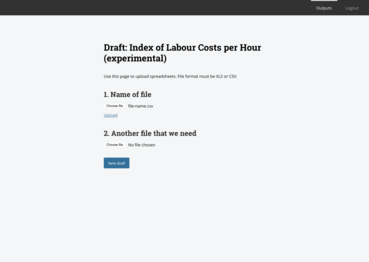 Outputs
Logout
Draft: Index of Labour Costs per Hour
(experimental)
Use this page to upload spreadsheets. File format must be XLS or CSV.
1. Name of file
Choose file file-name.csv
Upload
2. Another file that we need
Choose file No file chosen
Save draft